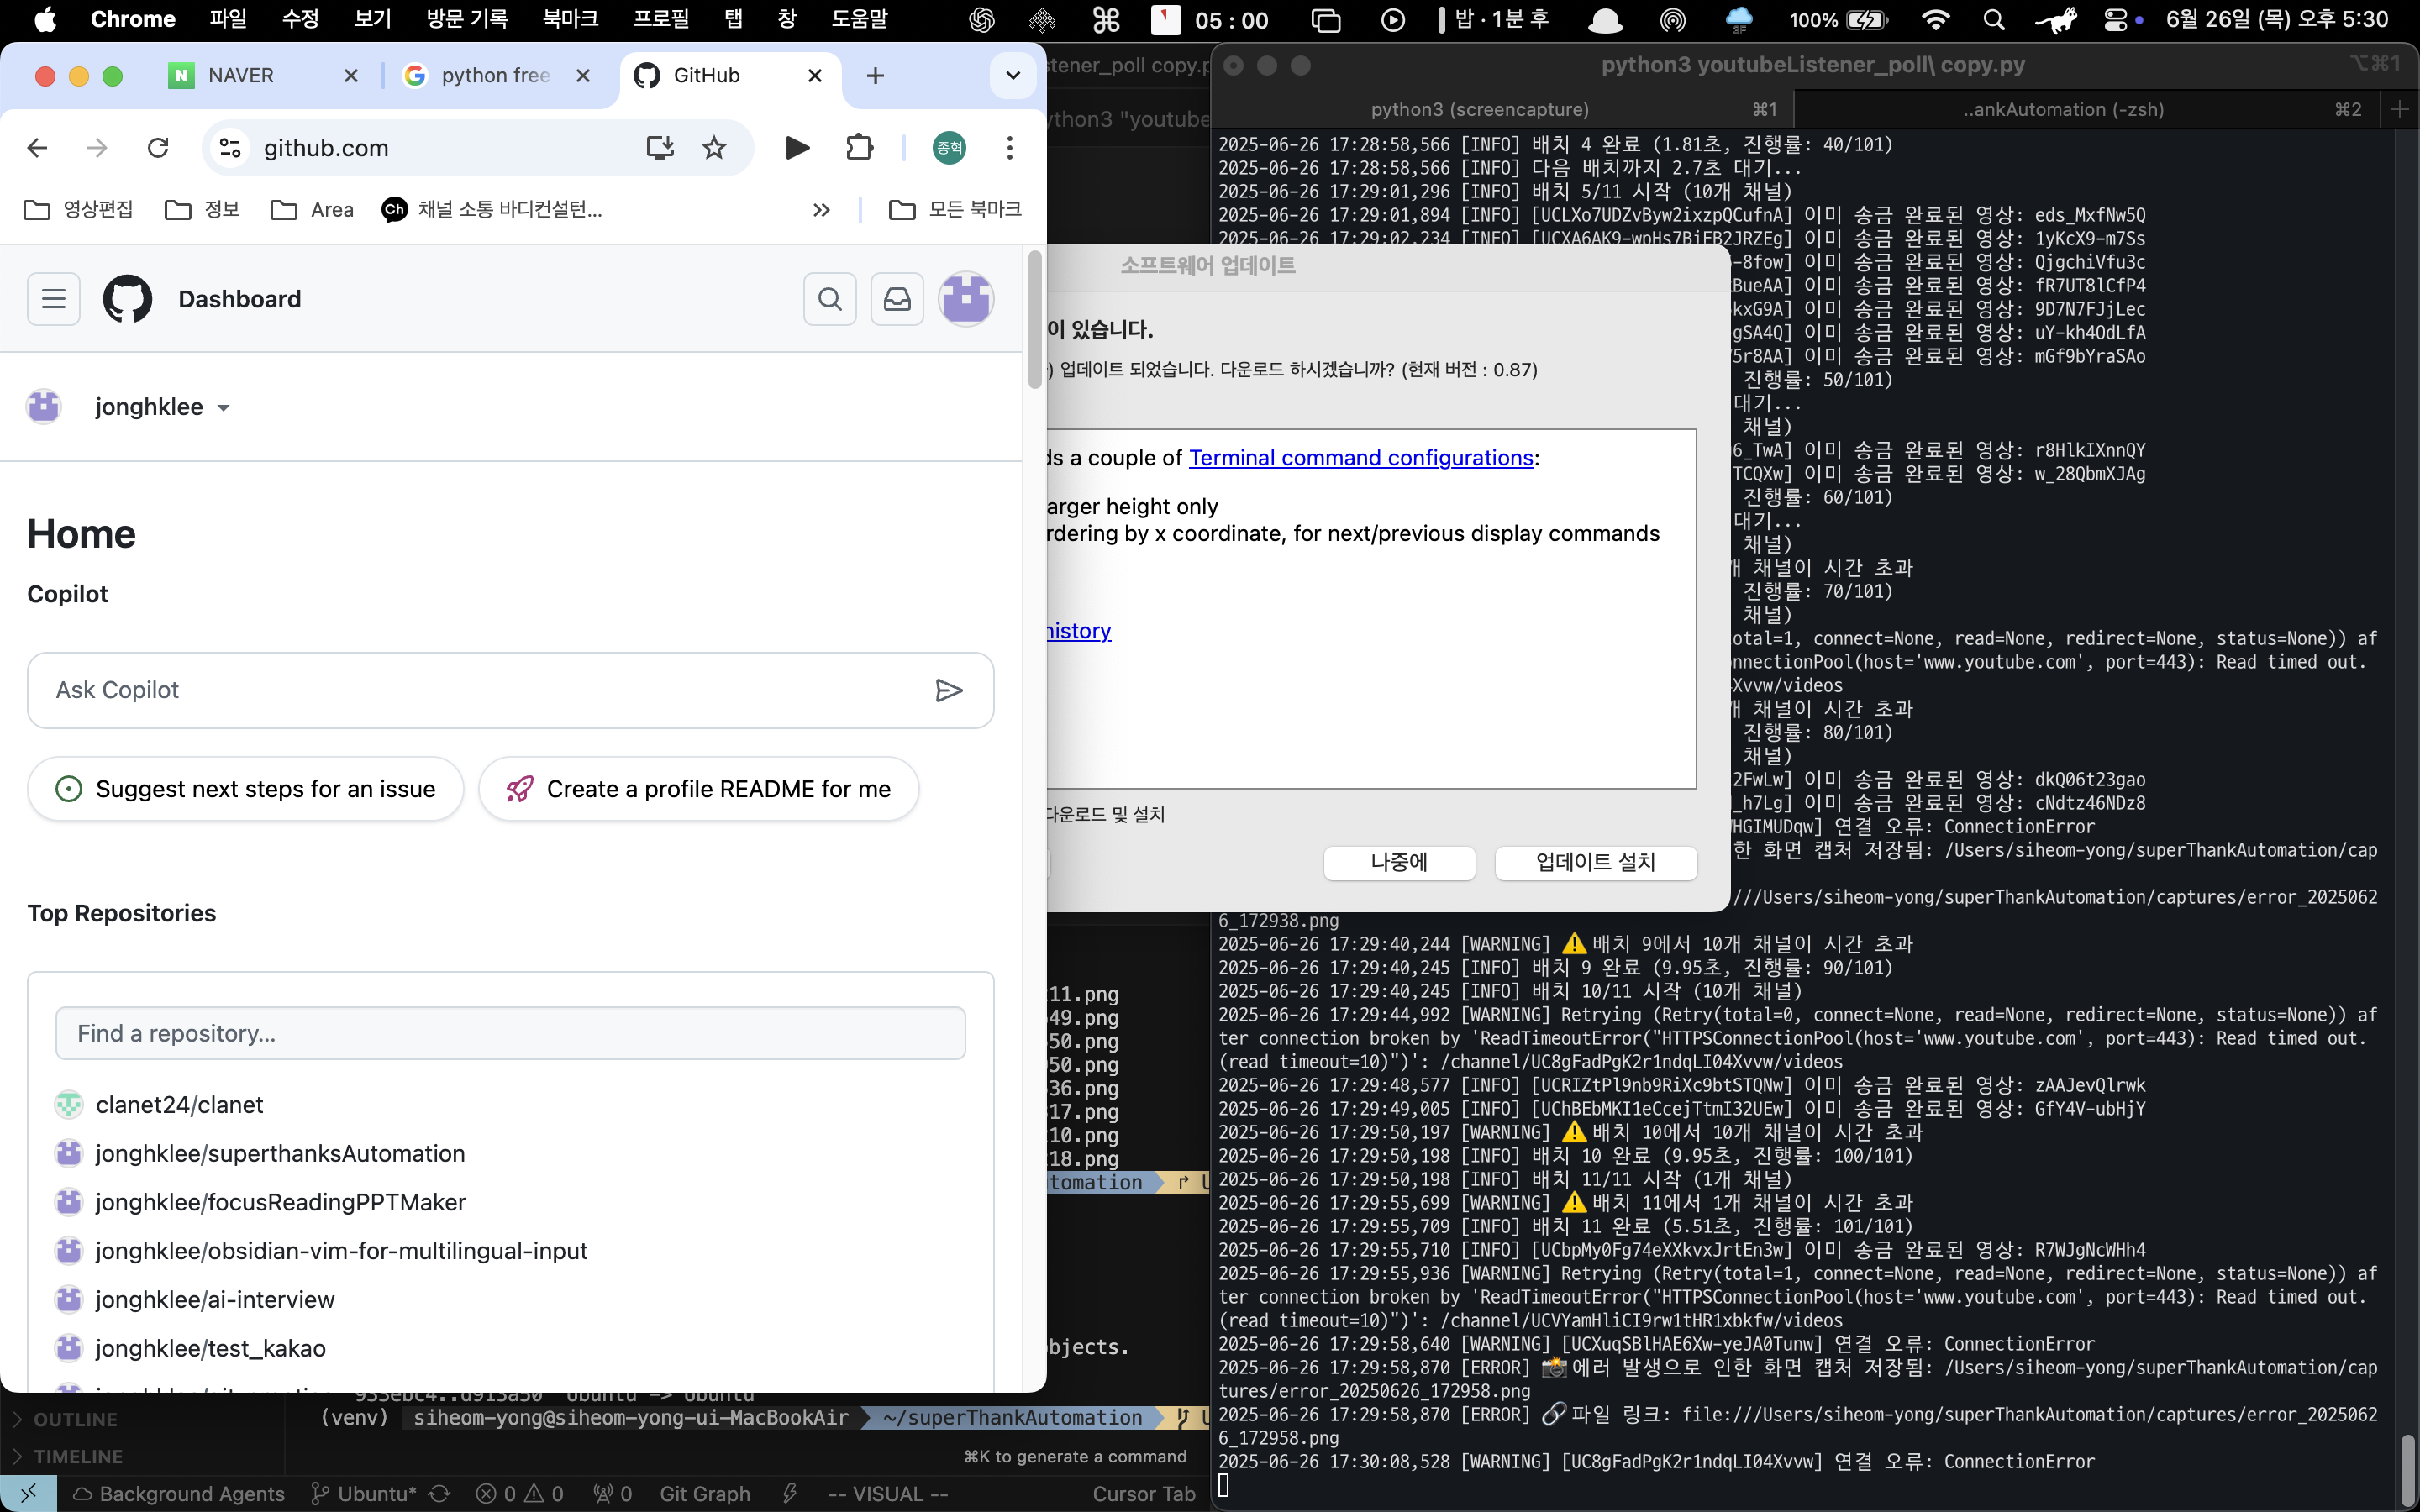 Chrome 파일 수정 보기 방문 기록 북마크 프로필 탭 창 도움말 05 : 00 밥 · 1분 후 100% 6월 26일 (목) 오후 5:30
NAVER python free GitHub
github.com 종혁
영상편집 정보 Area Ch 채널 소통 바디컨설턴... 모든 북마크
Dashboard
jonghklee
Home
Copilot
Ask Copilot
Suggest next steps for an issue Create a profile README for me
Top Repositories
Find a repository...
clanet24/clanet
jonghklee/superthanksAutomation
jonghklee/focusReadingPPTMaker
jonghklee/obsidian-vim-for-multilingual-input
jonghklee/ai-interview
jonghklee/test_kakao
소프트웨어 업데이트
이 있습니다.
) 업데이트 되었습니다. 다운로드 하시겠습니까? (현재 버전 : 0.87)
ds a couple of Terminal command configurations:
arger height only
rdering by x coordinate, for next/previous display commands
history
다운로드 및 설치
나중에 업데이트 설치
stener_poll copy.p
ython3 "youtube
11.png
49.png
50.png
50.png
36.png
17.png
10.png
18.png
tomation
bjects.
(venv) siheom-yong@siheom-yong-ui-MacBookAir ~/superThankAutomation
⌘K to generate a command
OUTLINE
TIMELINE
Background Agents Ubuntu* 0 0 0 Git Graph -- VISUAL -- Cursor Tab
python3 youtubeListener_poll\ copy.py ⌥⌘1
python3 (screencapture) ⌘1 ..ankAutomation (-zsh) ⌘2
2025-06-26 17:28:58,566 [INFO] 배치 4 완료 (1.81초, 진행률: 40/101)
2025-06-26 17:28:58,566 [INFO] 다음 배치까지 2.7초 대기...
2025-06-26 17:29:01,296 [INFO] 배치 5/11 시작 (10개 채널)
2025-06-26 17:29:01,894 [INFO] [UCLXo7UDZvByw2ixzpQCufnA] 이미 송금 완료된 영상: eds_MxfNw5Q
2025-06-26 17:29:02,234 [INFO] [UCXA6AK9-wpHs7BjFB2JRZEg] 이미 송금 완료된 영상: 1yKcX9-m7Ss
-8fow] 이미 송금 완료된 영상: QjgchiVfu3c
BueAA] 이미 송금 완료된 영상: fR7UT8lCfP4
kxG9A] 이미 송금 완료된 영상: 9D7N7FJjLec
gSA4Q] 이미 송금 완료된 영상: uY-kh4OdLfA
5r8AA] 이미 송금 완료된 영상: mGf9bYraSAo
진행률: 50/101)
대기...
채널)
6_TwA] 이미 송금 완료된 영상: r8HlkIXnnQY
TCQXw] 이미 송금 완료된 영상: w_28QbmXJAg
진행률: 60/101)
대기...
채널)
개 채널이 시간 초과
진행률: 70/101)
채널)
otal=1, connect=None, read=None, redirect=None, status=None)) af
nnectionPool(host='www.youtube.com', port=443): Read timed out.
Xvvw/videos
개 채널이 시간 초과
진행률: 80/101)
채널)
2FwLw] 이미 송금 완료된 영상: dkQ06t23gao
_h7Lg] 이미 송금 완료된 영상: cNdtz46NDz8
HGIMUDqw] 연결 오류: ConnectionError
한 화면 캡처 저장됨: /Users/siheom-yong/superThankAutomation/cap
///Users/siheom-yong/superThankAutomation/captures/error_2025062
6_172938.png
2025-06-26 17:29:40,244 [WARNING] ⚠️ 배치 9에서 10개 채널이 시간 초과
2025-06-26 17:29:40,245 [INFO] 배치 9 완료 (9.95초, 진행률: 90/101)
2025-06-26 17:29:40,245 [INFO] 배치 10/11 시작 (10개 채널)
2025-06-26 17:29:44,992 [WARNING] Retrying (Retry(total=0, connect=None, read=None, redirect=None, status=None)) af
ter connection broken by 'ReadTimeoutError("HTTPSConnectionPool(host='www.youtube.com', port=443): Read timed out.
(read timeout=10)")': /channel/UC8gFadPgK2r1ndqLI04Xvvw/videos
2025-06-26 17:29:48,577 [INFO] [UCRIZtPl9nb9RiXc9btSTQNw] 이미 송금 완료된 영상: zAAJevQlrwk
2025-06-26 17:29:49,005 [INFO] [UChBEbMKI1eCcejTtmI32UEw] 이미 송금 완료된 영상: GfY4V-ubHjY
2025-06-26 17:29:50,197 [WARNING] ⚠️ 배치 10에서 10개 채널이 시간 초과
2025-06-26 17:29:50,198 [INFO] 배치 10 완료 (9.95초, 진행률: 100/101)
2025-06-26 17:29:50,198 [INFO] 배치 11/11 시작 (1개 채널)
2025-06-26 17:29:55,699 [WARNING] ⚠️ 배치 11에서 1개 채널이 시간 초과
2025-06-26 17:29:55,709 [INFO] 배치 11 완료 (5.51초, 진행률: 101/101)
2025-06-26 17:29:55,710 [INFO] [UCbpMy0Fg74eXXkvxJrtEn3w] 이미 송금 완료된 영상: R7WJgNcWHh4
2025-06-26 17:29:55,936 [WARNING] Retrying (Retry(total=1, connect=None, read=None, redirect=None, status=None)) af
ter connection broken by 'ReadTimeoutError("HTTPSConnectionPool(host='www.youtube.com', port=443): Read timed out.
(read timeout=10)")': /channel/UCVYamHliCI9rw1tHR1xbkfw/videos
2025-06-26 17:29:58,640 [WARNING] [UCXuqSBlHAE6Xw-yeJA0Tunw] 연결 오류: ConnectionError
2025-06-26 17:29:58,870 [ERROR] 📸 에러 발생으로 인한 화면 캡처 저장됨: /Users/siheom-yong/superThankAutomation/cap
tures/error_20250626_172958.png
2025-06-26 17:29:58,870 [ERROR] 🔗 파일 링크: file:///Users/siheom-yong/superThankAutomation/captures/error_2025062
6_172958.png
2025-06-26 17:30:08,528 [WARNING] [UC8gFadPgK2r1ndqLI04Xvvw] 연결 오류: ConnectionError